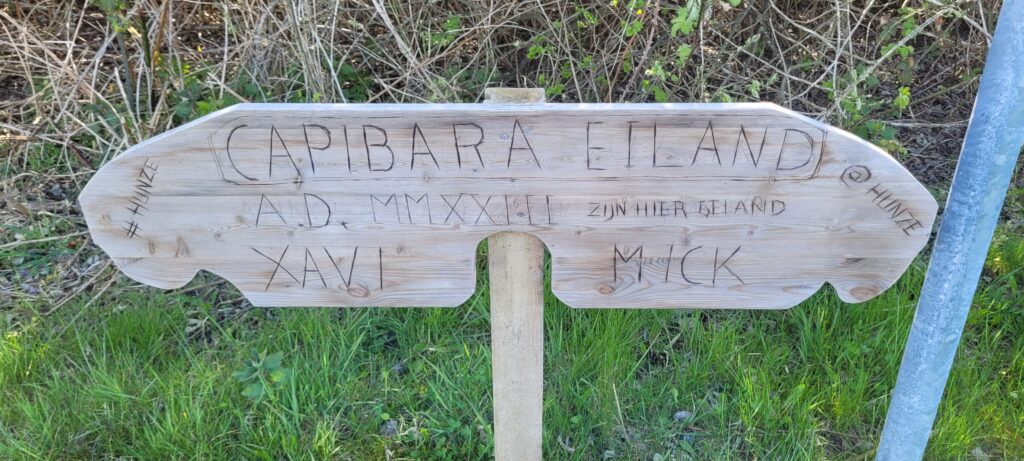 CAPIBARA EILAND
#HUNZE
@HUNZE
A.D. MMXXIII ZIJN HIER GELAND
XAVI MICK